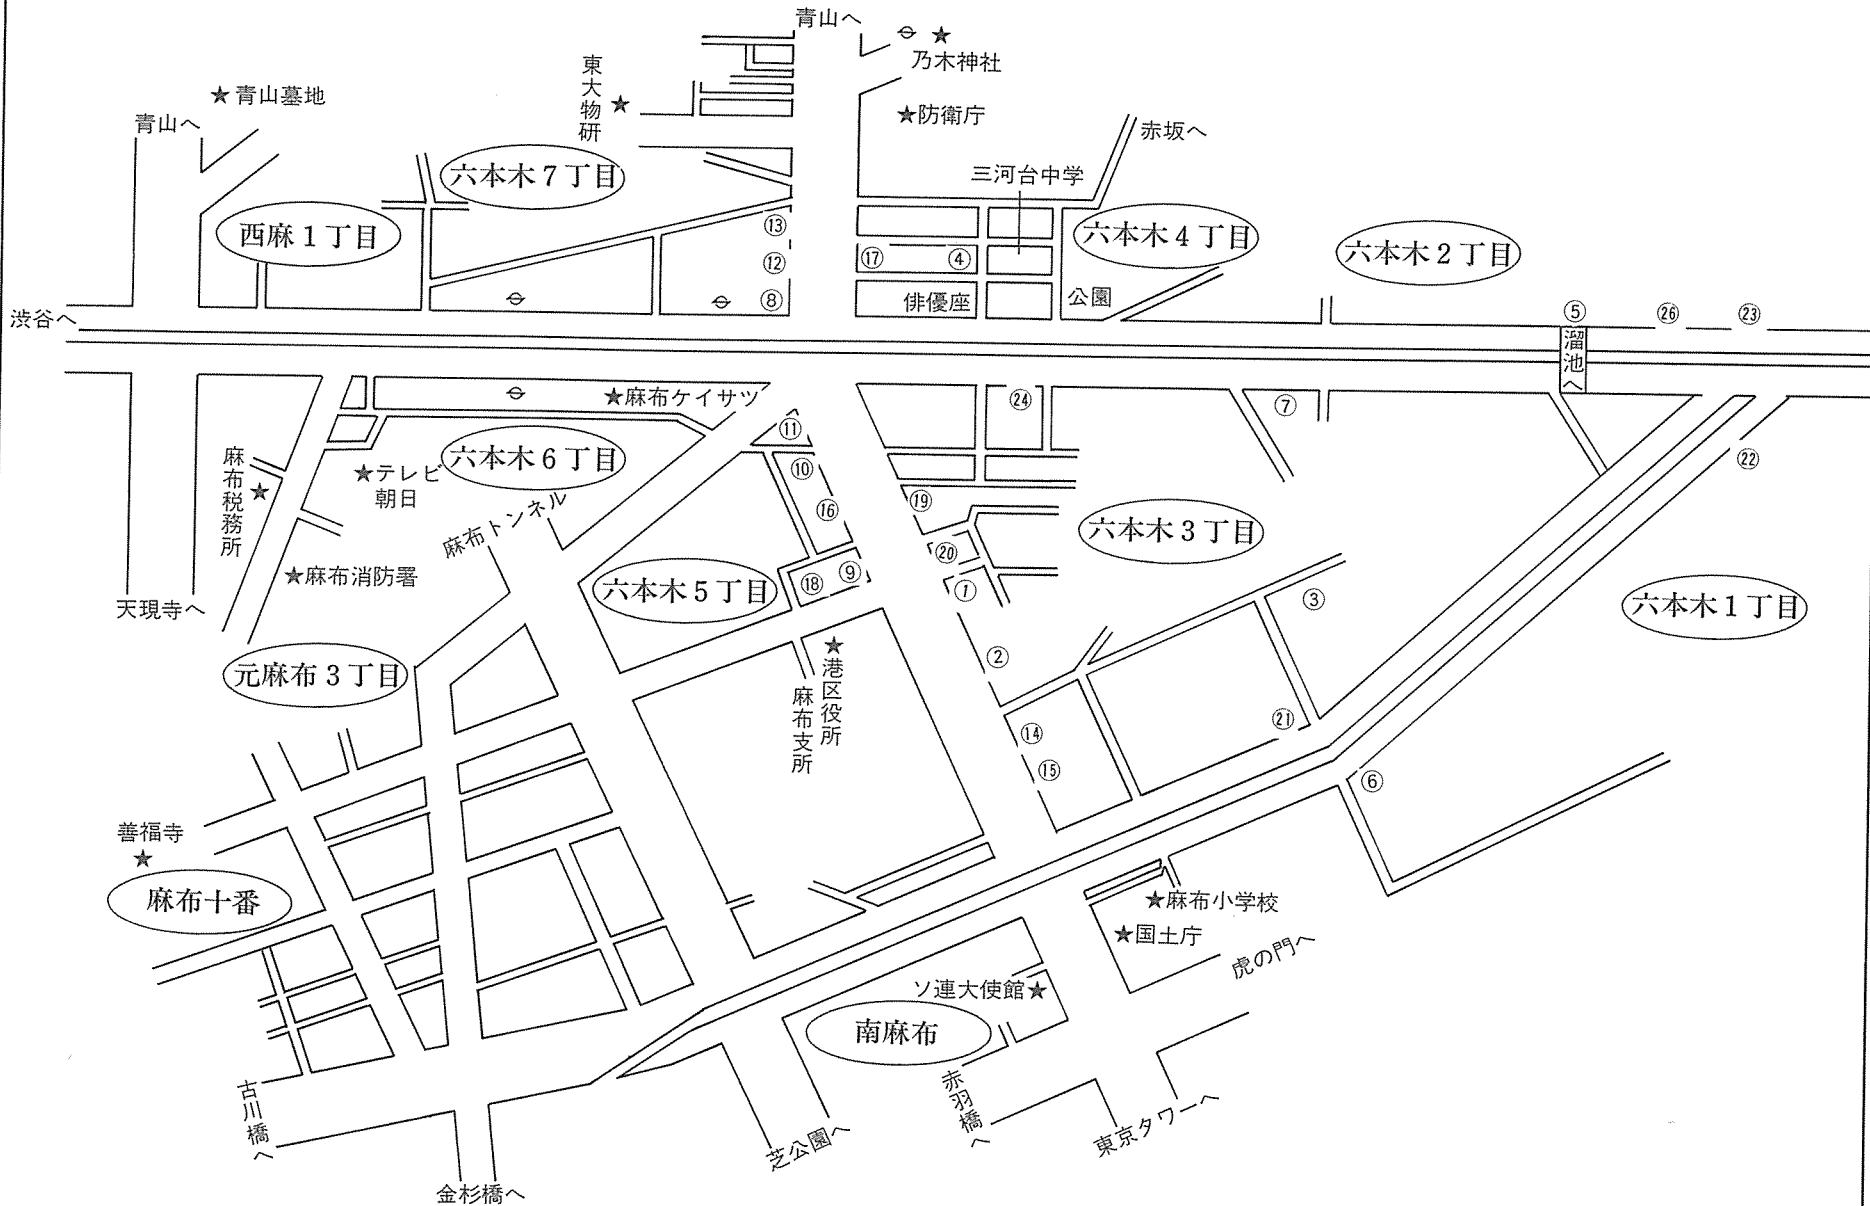 青山へ
乃木神社
東大物研
青山墓地
防衛庁
青山へ
赤坂へ
三河台中学
六本木7丁目
西麻1丁目
六本木4丁目
六本木2丁目
⑬
⑫
⑰
④
⑧
俳優座
公園
⑤
㉖
㉓
渋谷へ
溜池へ
麻布ケイサツ
㉔
⑦
⑪
六本木6丁目
⑩
㉒
麻布税務所
テレビ
朝日
⑯
⑲
麻布トンネル
六本木3丁目
⑳
麻布消防署
六本木5丁目
⑱
⑨
①
③
六本木1丁目
天現寺へ
②
港区役所
麻布支所
元麻布3丁目
⑭
㉑
⑮
⑥
善福寺
麻布十番
麻布小学校
国土庁
虎の門へ
ソ連大使館
南麻布
古川橋へ
赤羽橋へ
芝公園へ
東京タワーへ
金杉橋へ